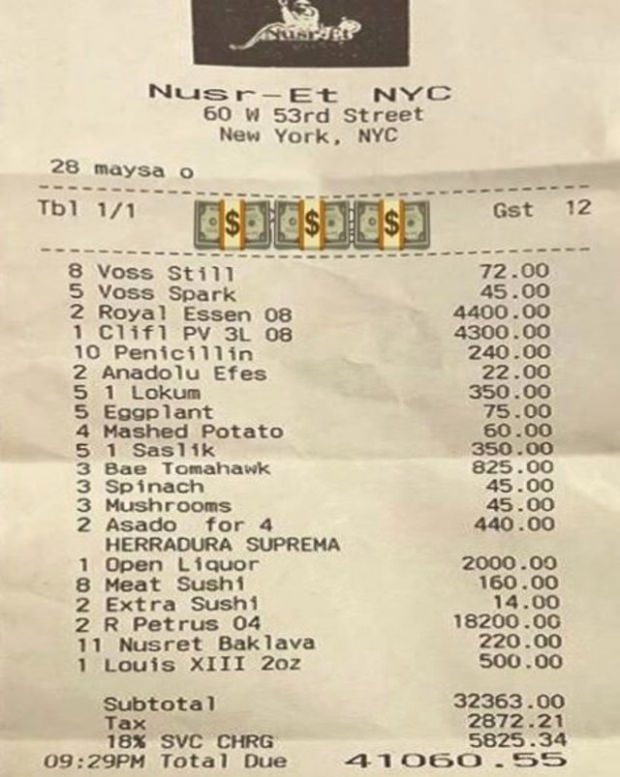 Nusr-Et
Nusr-Et NYC
60 W 53rd Street
New York, NYC
28 maysa o
Tbl 1/1 $ $ $ Gst 12
8 Voss Still 72.00
5 Voss Spark 45.00
2 Royal Essen 08 4400.00
1 Clifl PV 3L 08 4300.00
10 Penicillin 240.00
2 Anadolu Efes 22.00
5 1 Lokum 350.00
5 Eggplant 75.00
4 Mashed Potato 60.00
5 1 Saslik 350.00
3 Bae Tomahawk 825.00
3 Spinach 45.00
3 Mushrooms 45.00
2 Asado for 4 440.00
HERRADURA SUPREMA
1 Open Liquor 2000.00
8 Meat Sushi 160.00
2 Extra Sushi 14.00
2 R Petrus 04 18200.00
11 Nusret Baklava 220.00
1 Louis XIII 2oz 500.00
Subtotal 32363.00
Tax 2872.21
18% SVC CHRG 5825.34
09:29PM Total Due 41060.55